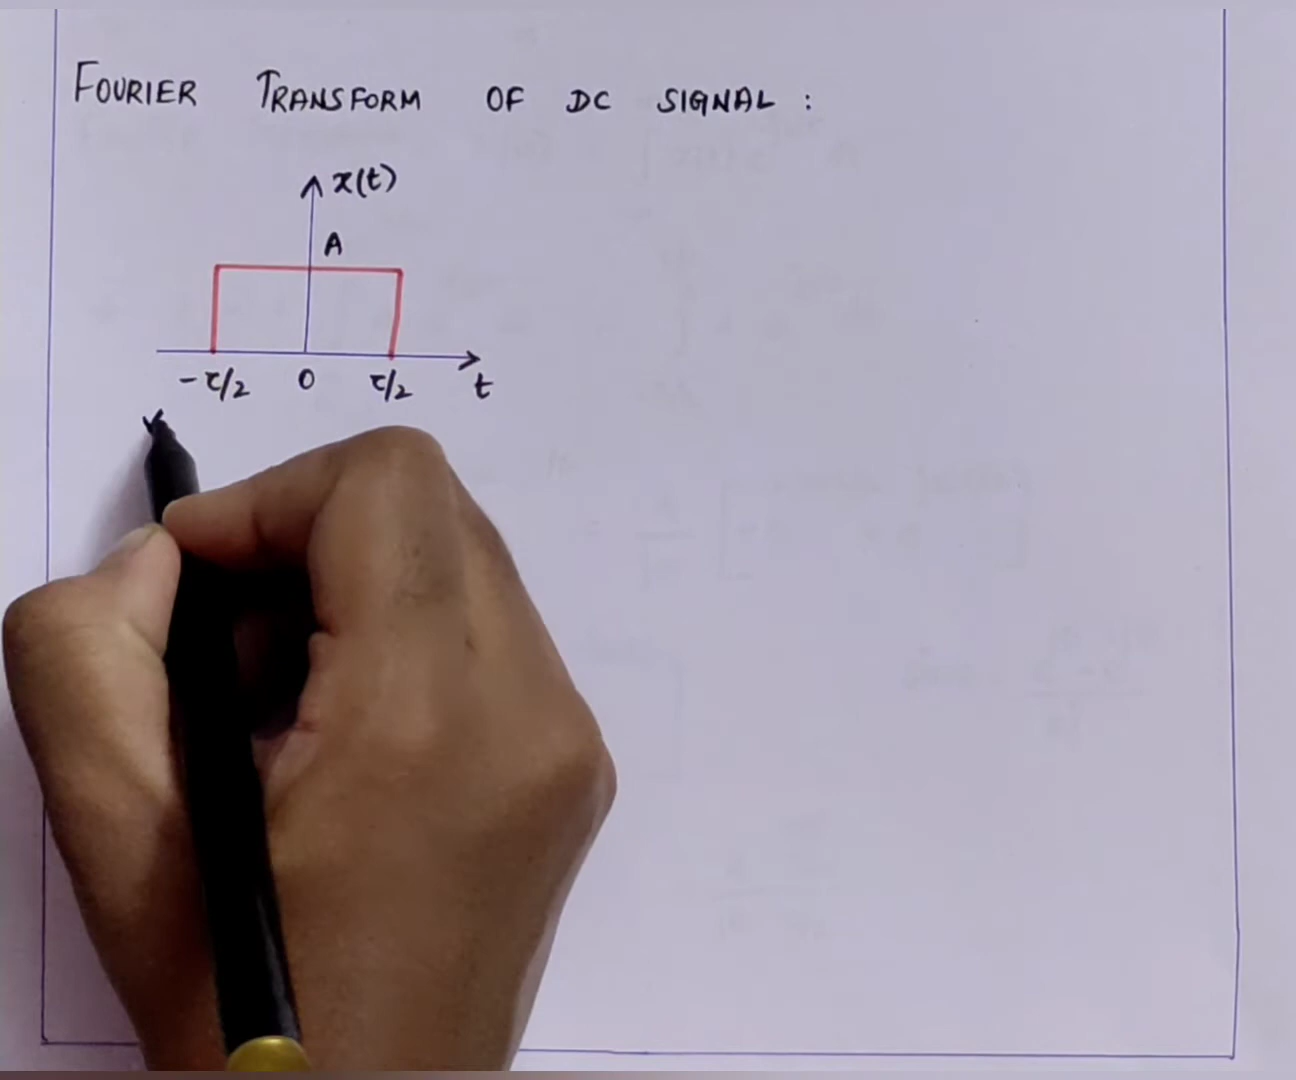 FOURIER TRANSFORM OF DC SIGNAL :
x(t)
A
-τ/2 0 τ/2 t